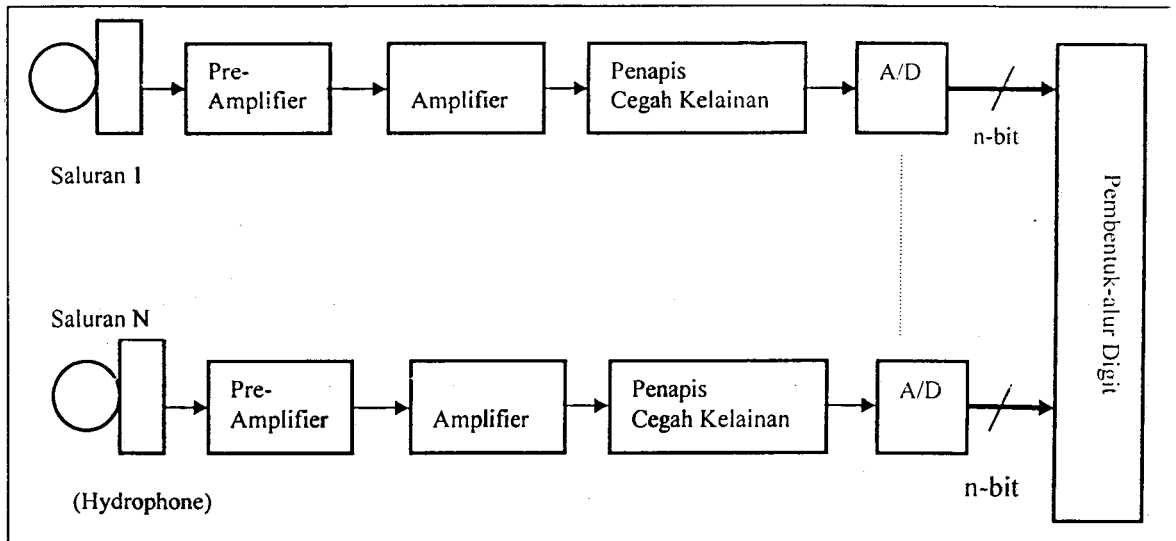 Pre-
Amplifier
Amplifier
Penapis
Cegah Kelainan
A/D
n-bit
Saluran 1
Pembentuk-alur Digit
Saluran N
Pre-
Amplifier
Amplifier
Penapis
Cegah Kelainan
A/D
n-bit
(Hydrophone)